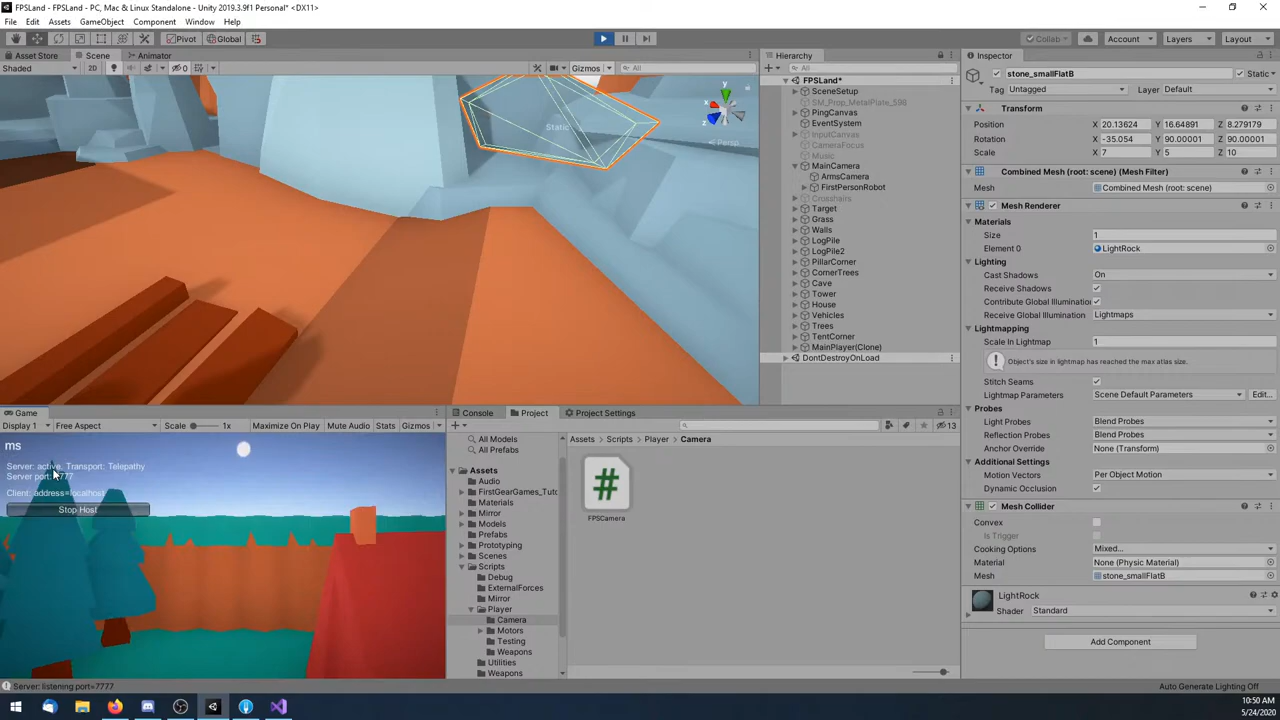 FPSLand - FPSLand - PC, Mac & Linux Standalone - Unity 2019.3.9f1 Personal* <DX11>
File Edit Assets GameObject Component Window Help
Pivot Global Collab Account Layers Layout
Asset Store Scene Animator
Shaded 2D 0 Gizmos All
Static
y
x
z
Persp
Hierarchy
All
FPSLand*
SceneSetup
SM_Prop_MetalPlate_598
PingCanvas
EventSystem
InputCanvas
CameraFocus
Music
MainCamera
ArmsCamera
FirstPersonRobot
Crosshairs
Target
Grass
Walls
LogPile
LogPile2
PillarCorner
CornerTrees
Cave
Tower
House
Vehicles
Trees
TentCorner
MainPlayer(Clone)
DontDestroyOnLoad
Inspector
stone_smallFlatB Static
Tag Untagged Layer Default
Transform
Position X 20.13624 Y 16.64891 Z 8.279179
Rotation X -35.054 Y 90.00001 Z 90.00001
Scale X 7 Y 5 Z 10
Combined Mesh (root: scene) (Mesh Filter)
Mesh Combined Mesh (root: scene)
Mesh Renderer
Materials
Size 1
Element 0 LightRock
Lighting
Cast Shadows On
Receive Shadows
Contribute Global Illumination
Receive Global Illumination Lightmaps
Lightmapping
Scale In Lightmap 1
Object's size in lightmap has reached the max atlas size.
Stitch Seams
Lightmap Parameters Scene Default Parameters Edit...
Probes
Light Probes Blend Probes
Reflection Probes Blend Probes
Anchor Override None (Transform)
Additional Settings
Motion Vectors Per Object Motion
Dynamic Occlusion
Mesh Collider
Convex
Is Trigger
Cooking Options Mixed...
Material None (Physic Material)
Mesh stone_smallFlatB
LightRock
Shader Standard
Add Component
Game
Display 1 Free Aspect Scale 1x Maximize On Play Mute Audio Stats Gizmos
ms
Server: active. Transport: Telepathy
Client: address=localhost
Stop Host
Console Project Project Settings
13
All Models
All Prefabs
Assets
Audio
FirstGearGames_Tuto
Materials
Mirror
Models
Prefabs
Prototyping
Scenes
Scripts
Debug
ExternalForces
Mirror
Player
Camera
Motors
Testing
Weapons
Utilities
Weapons
Assets Scripts Player Camera
#
FPSCamera
Server: listening port=7777
Auto Generate Lighting Off
10:50 AM
5/24/2020